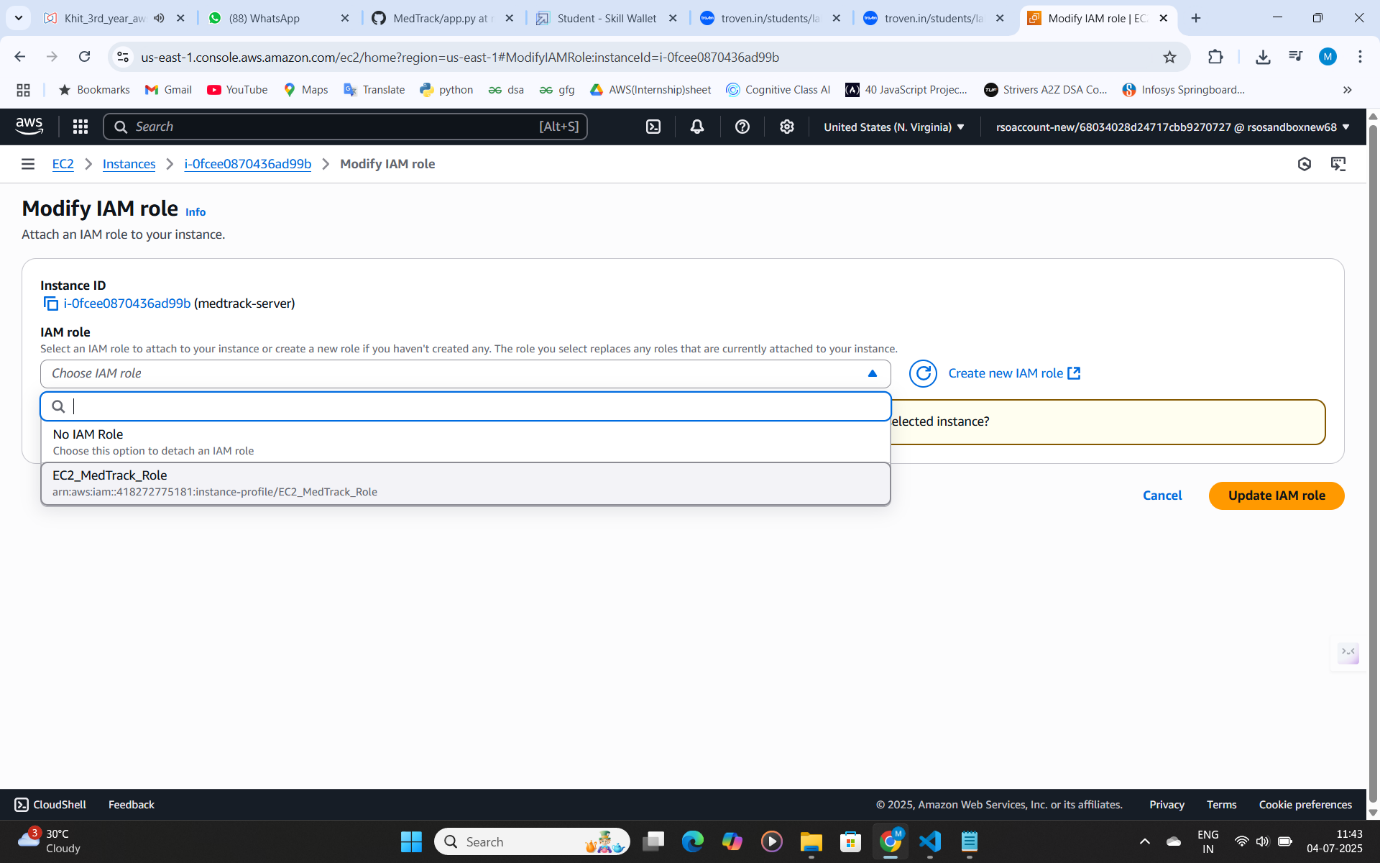 Khit_3rd_year_aw
(88) WhatsApp
MedTrack/app.py at
Student - Skill Wallet
troven.in/students/la
troven.in/students/la
Modify IAM role | EC
us-east-1.console.aws.amazon.com/ec2/home?region=us-east-1#ModifyIAMRole:instanceId=i-0fcee0870436ad99b
M
Bookmarks
Gmail
YouTube
Maps
Translate
python
dsa
gfg
AWS(Internship)sheet
Cognitive Class AI
40 JavaScript Projec...
Strivers A2Z DSA Co...
Infosys Springboard...
aws
Search
[Alt+S]
United States (N. Virginia)
rsoaccount-new/68034028d24717cbb9270727 @ rsosandboxnew68
EC2
Instances
i-0fcee0870436ad99b
Modify IAM role
Modify IAM role Info
Attach an IAM role to your instance.
Instance ID
i-0fcee0870436ad99b (medtrack-server)
IAM role
Select an IAM role to attach to your instance or create a new role if you haven't created any. The role you select replaces any roles that are currently attached to your instance.
Choose IAM role
Create new IAM role
elected instance?
No IAM Role
Choose this option to detach an IAM role
EC2_MedTrack_Role
arn:aws:iam::418272775181:instance-profile/EC2_MedTrack_Role
Cancel
Update IAM role
CloudShell
Feedback
© 2025, Amazon Web Services, Inc. or its affiliates.
Privacy
Terms
Cookie preferences
3
30°C
Cloudy
Search
M
ENG
IN
11:43
04-07-2025